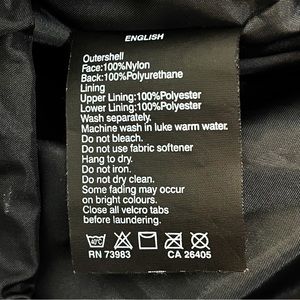 ENGLISH
Outershell
Face:100%Nylon
Back:100%Polyurethane
Lining
Upper Lining:100%Polyester
Lower Lining:100%Polyester
Wash separately.
Machine wash in luke warm water.
Do not bleach.
Do not use fabric softener
Hang to dry.
Do not iron.
Do not dry clean.
Some fading may occur
on bright colours.
Close all velcro tabs
before laundering.
40°C
RN 73983 CA 26405